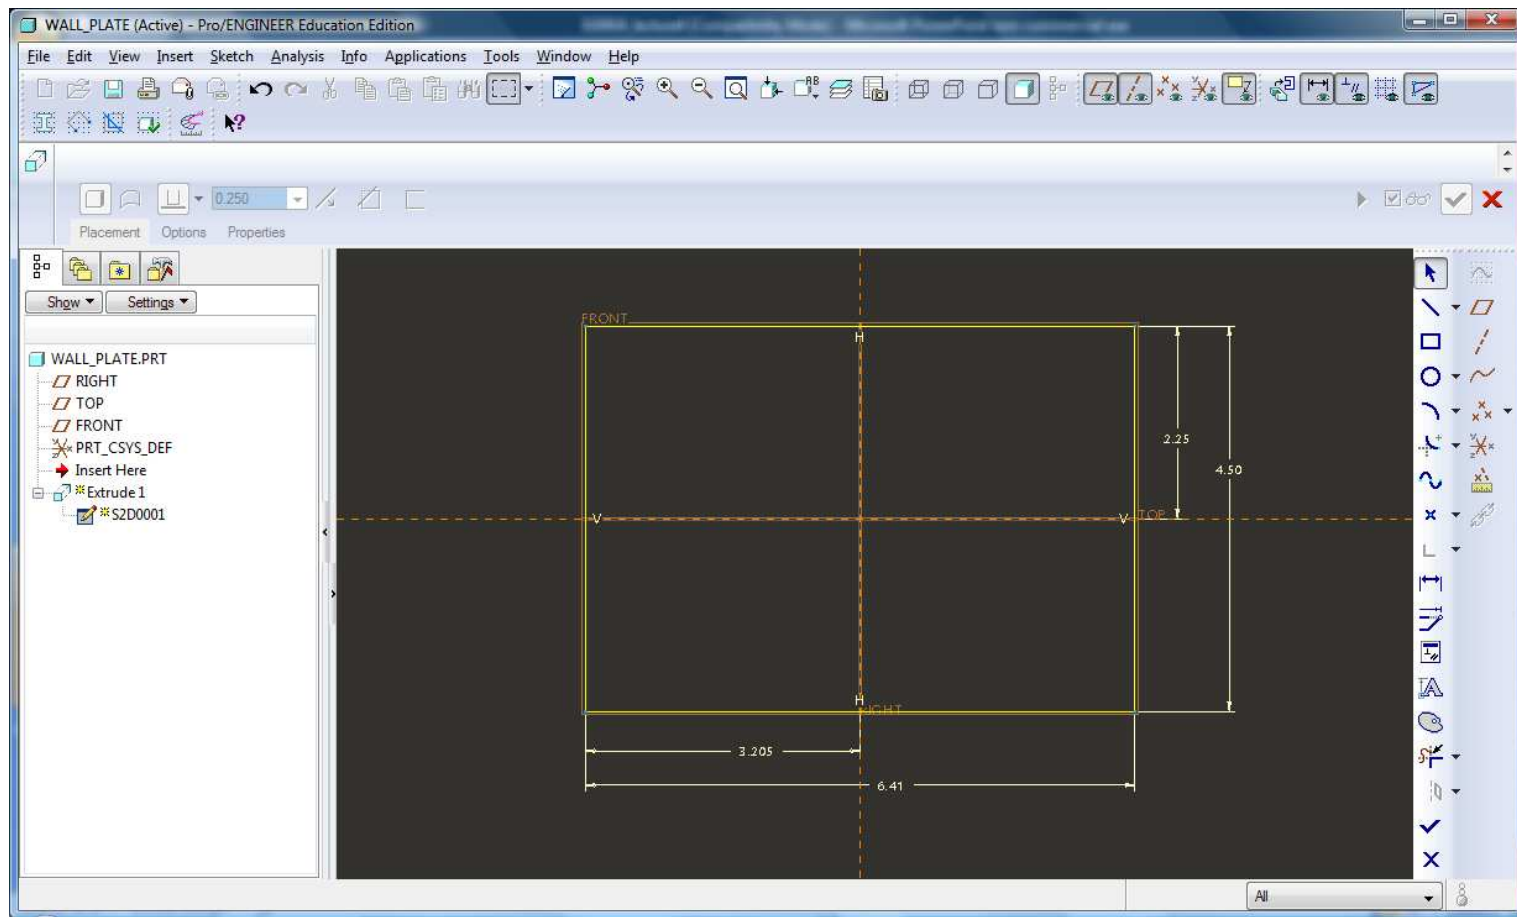 WALL_PLATE (Active) - Pro/ENGINEER Education Edition
File Edit View Insert Sketch Analysis Info Applications Tools Window Help
0.250
Placement Options Properties
Show Settings
WALL_PLATE.PRT
RIGHT
TOP
FRONT
PRT_CSYS_DEF
Insert Here
Extrude 1
S2D0001
FRONT
H
2.25
4.50
V V TOP
H
RIGHT
3.205
6.41
All